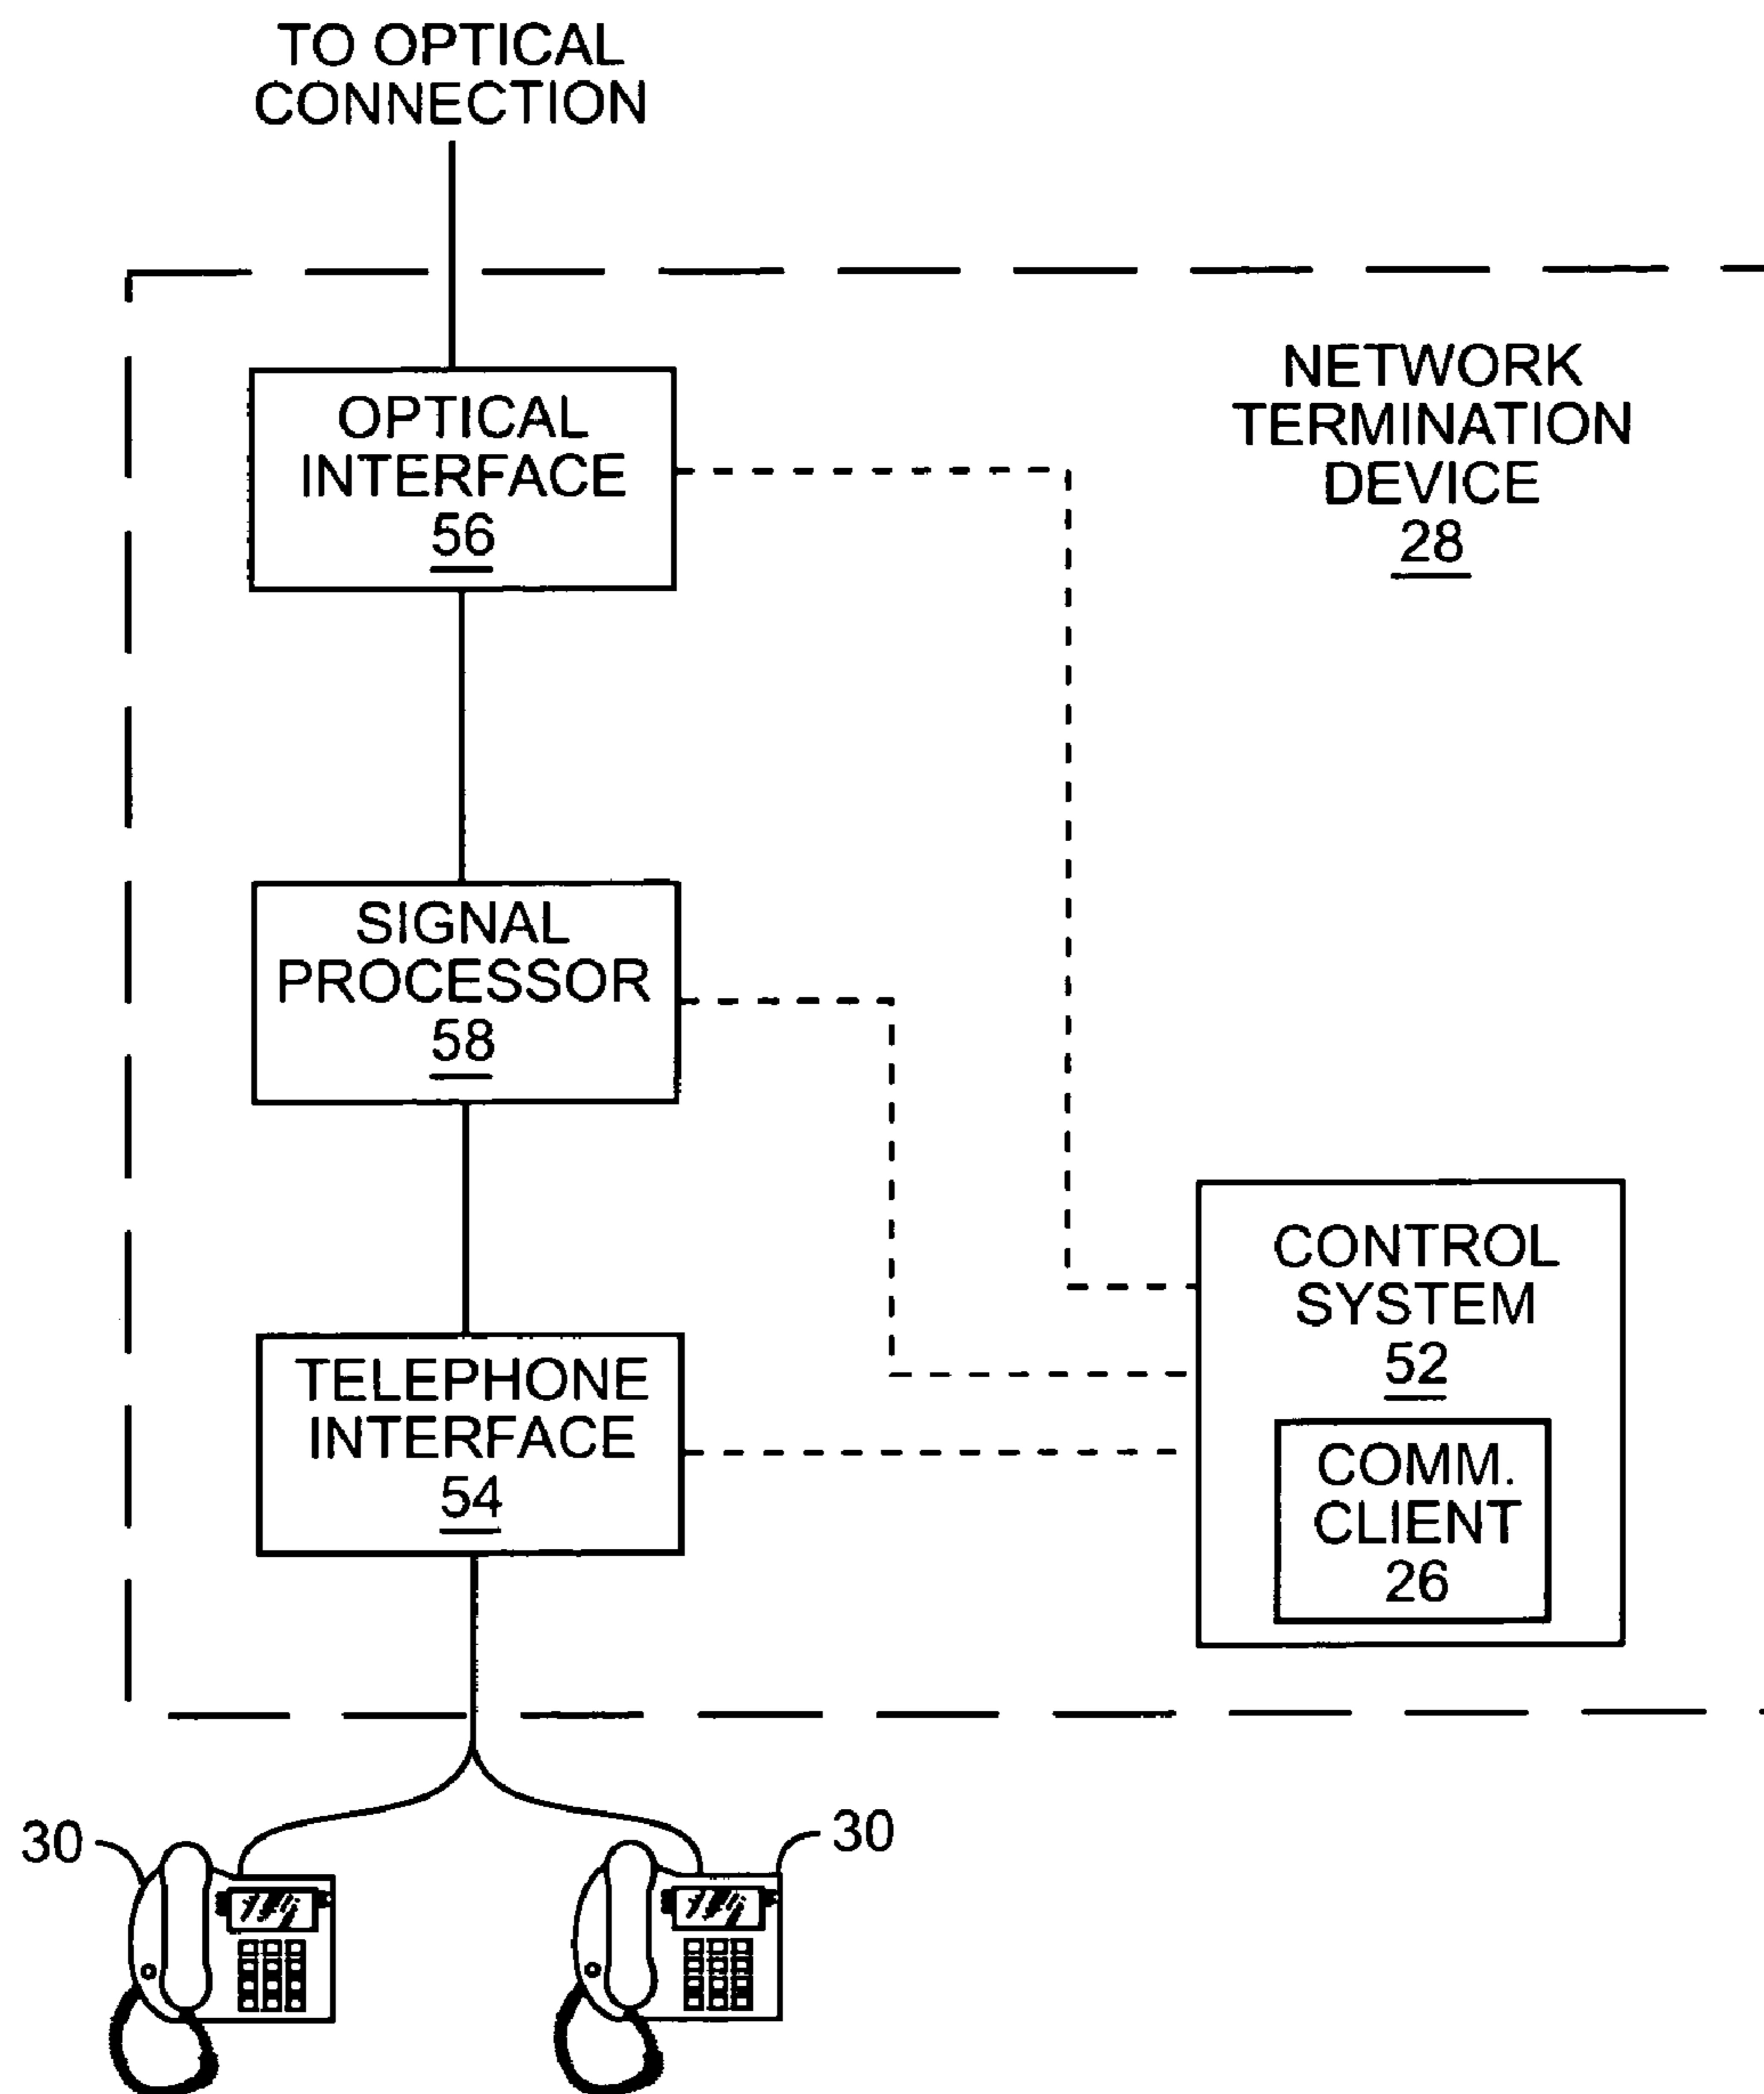 TO OPTICAL
CONNECTION
NETWORK
TERMINATION
DEVICE
28
OPTICAL
INTERFACE
56
SIGNAL
PROCESSOR
58
CONTROL
SYSTEM
52
COMM.
CLIENT
26
TELEPHONE
INTERFACE
54
30
30